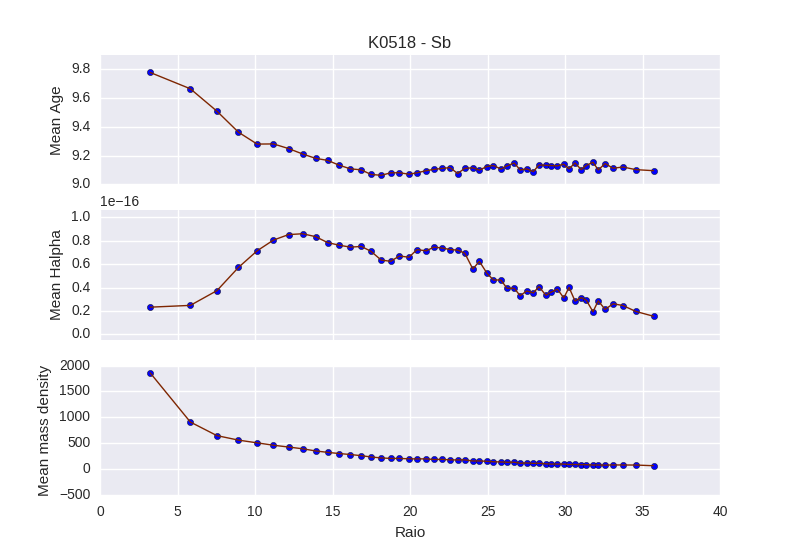 K0518 - Sb
9.8
9.6
9.4
9.2
9.0
Mean Age
1e−16
1.0
0.8
0.6
0.4
0.2
0.0
Mean Halpha
2000
1500
1000
500
0
−500
Mean mass density
0 5 10 15 20 25 30 35 40
Raio